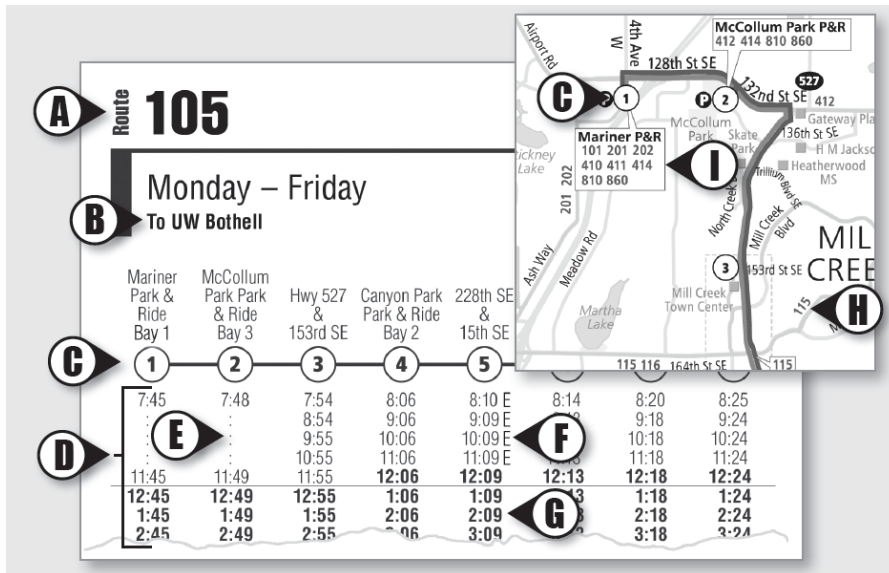 A
Route
105
Monday – Friday
B
To UW Bothell
Mariner Park & Ride Bay 1
McCollum Park Park & Ride Bay 3
Hwy 527 & 153rd SE
Canyon Park Park & Ride Bay 2
228th SE & 15th SE
C
1 2 3 4 5
7:45 7:48 7:54 8:06 8:10 E 8:14 8:20 8:25
: : 8:54 9:06 9:09 E 9:18 9:24
: : 9:55 10:06 10:09 E 10:18 10:24
: : 10:55 11:06 11:09 E 11:18 11:24
11:45 11:49 11:55 12:06 12:09 12:13 12:18 12:24
12:45 12:49 12:55 1:06 1:09 1:18 1:24
1:45 1:49 1:55 2:06 2:09 2:18 2:24
2:45 2:49 2:55 3:09 3:18 3:24
D
E
F
G
Airport Rd
4th Ave W
McCollum Park P&R
412 414 810 860
128th St SE
527
132nd St SE
412
C
P
1
P
2
Gateway Pla
136th St SE
McCollum Park
Skate Park
H M Jackso
Heatherwood MS
Mariner P&R
101 201 202
410 411 414
810 860
I
ickney Lake
201 202
North Creek
Trillium Blvd SE
Mill Creek Blvd
MIL
CREE
Ash Way
Meadow Rd
3
153rd St SE
Mill Creek Town Center
115
H
Martha Lake
115 116
164th St SE
115